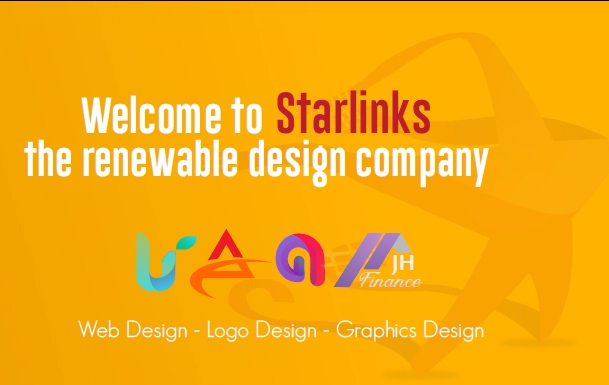 Welcome to Starlinks
the renewable design company
JH
Finance
Web Design - Logo Design - Graphics Design